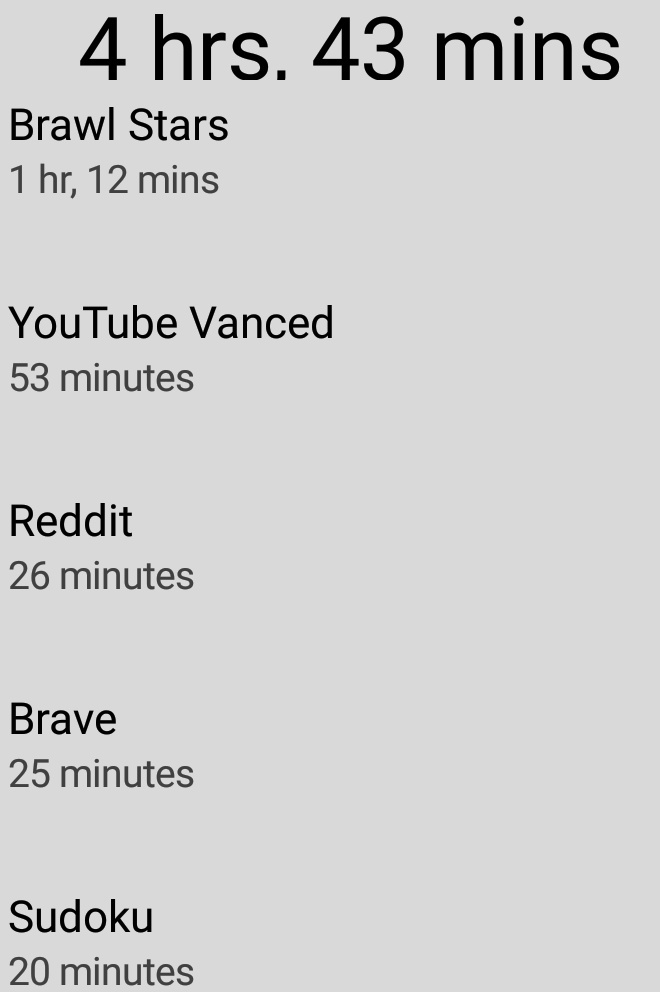 4 hrs. 43 mins
Brawl Stars
1 hr, 12 mins
YouTube Vanced
53 minutes
Reddit
26 minutes
Brave
25 minutes
Sudoku
20 minutes